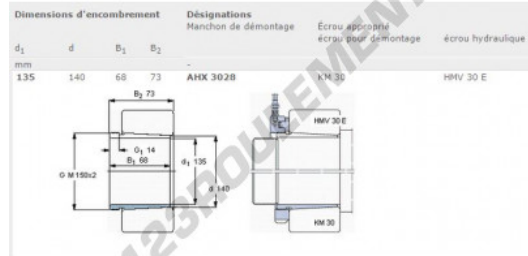 Dimensions d'encombrement Désignations
Manchon de démontage Écrou approprié
écrou pour démontage écrou hydraulique
d1 d B1 B2
mm -
135 140 68 73 AHX 3028 KM 30 HMV 30 E
B2 73
HMV 30 E
G1 14
B1 68
d1 135
G M 150x2
d 140
KM 30
123ROULEMENT